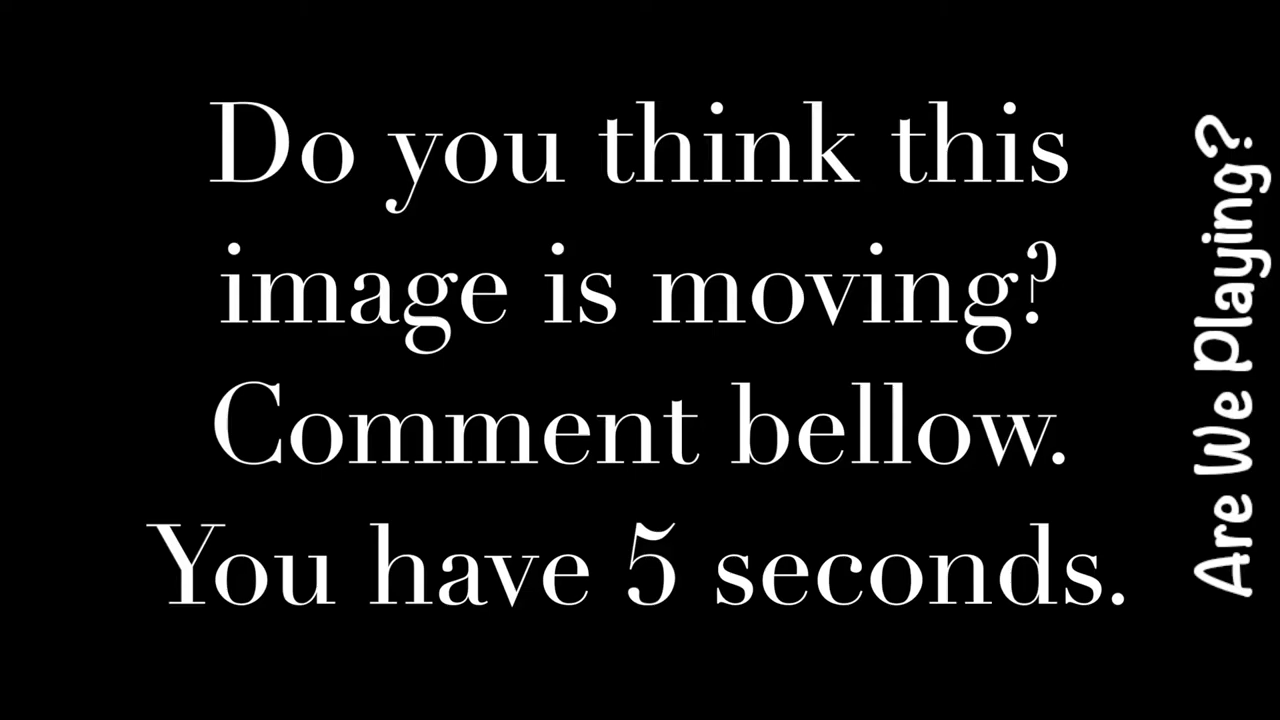 Do you think this
image is moving?
Comment bellow.
You have 5 seconds.
Are We Playing?